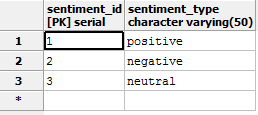 sentiment_id sentiment_type
[PK] serial character varying(50)
1 1 positive
2 2 negative
3 3 neutral
*